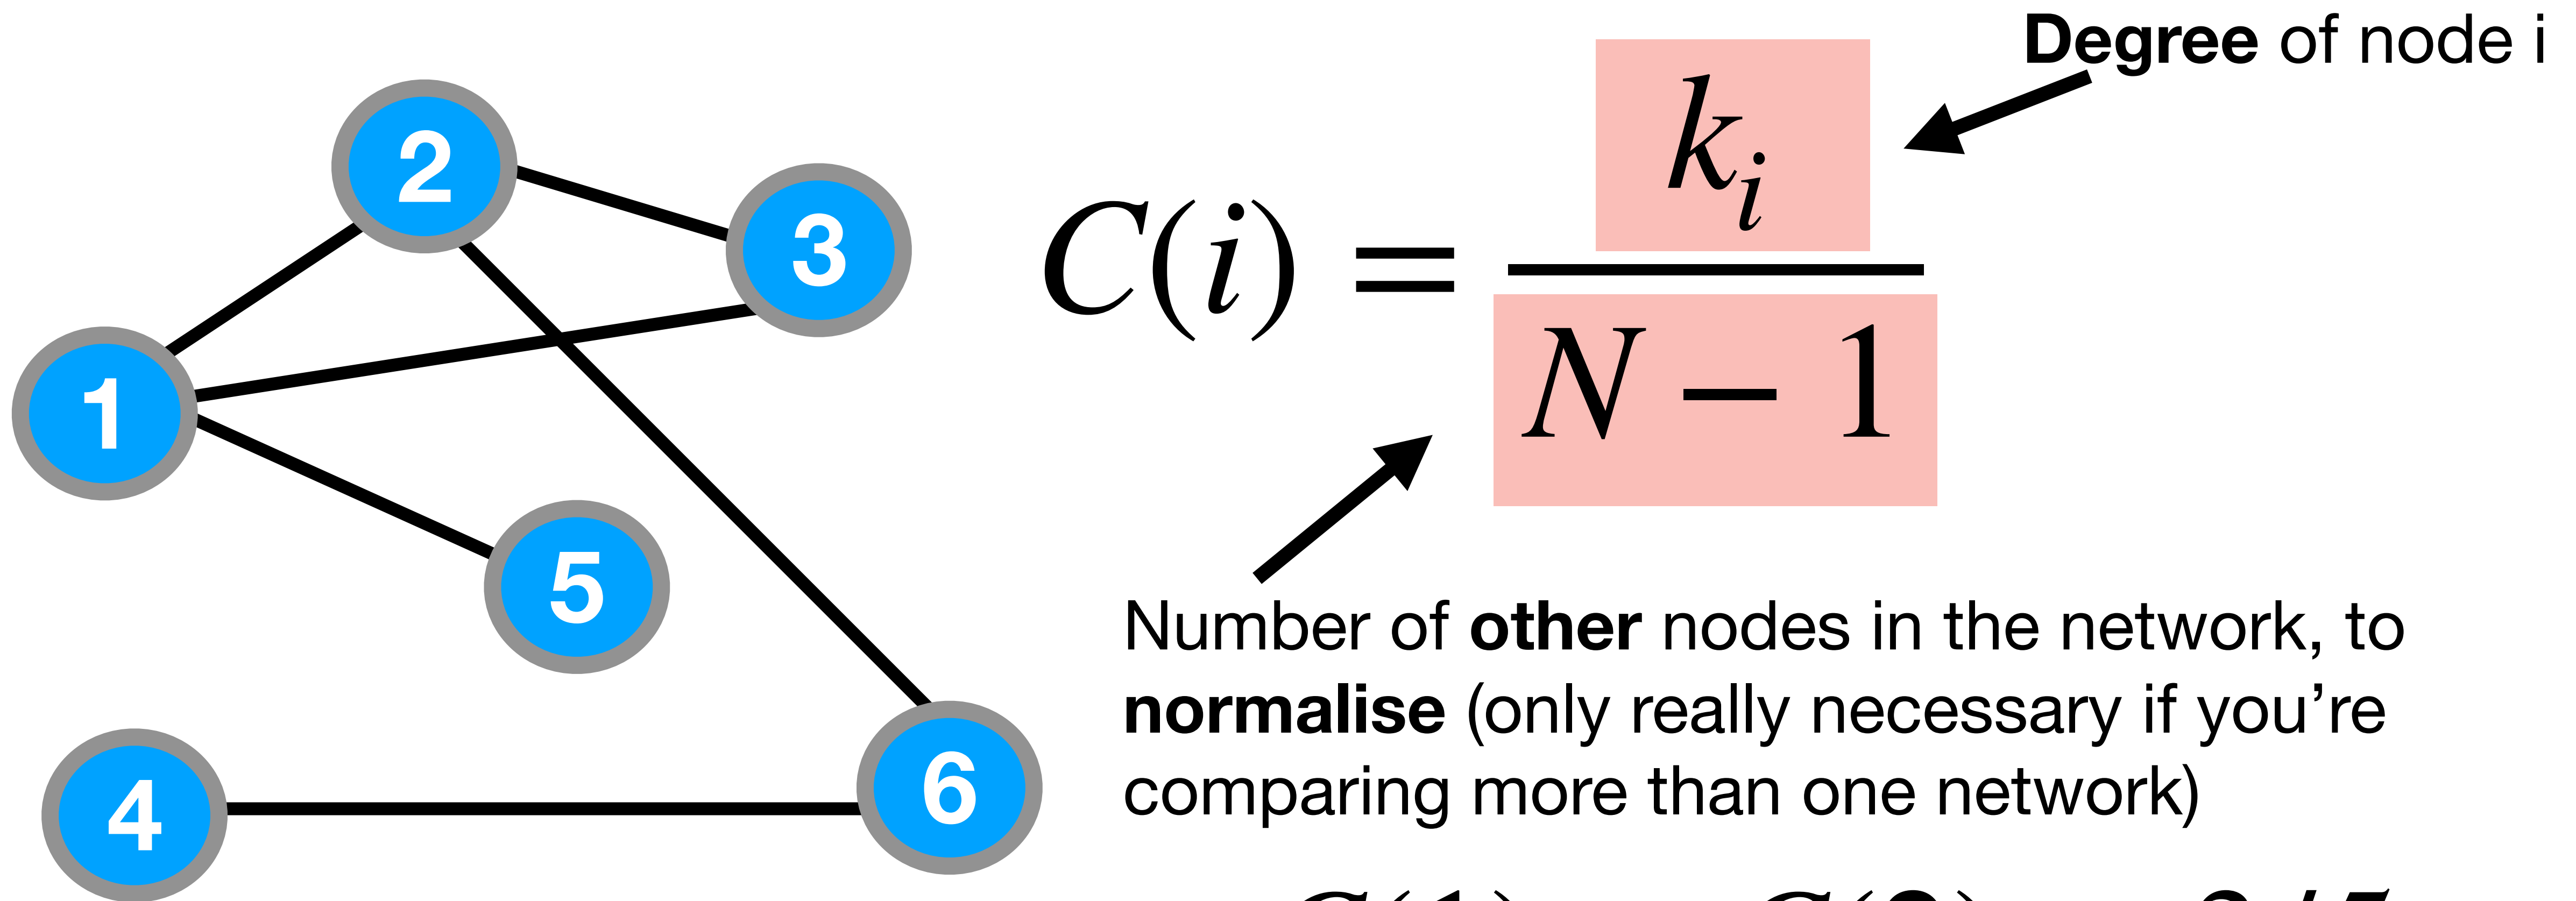 Degree of node i
2
3
1
5
4
6
C(i) = k_i / N − 1
Number of other nodes in the network, to
normalise (only really necessary if you’re
comparing more than one network)